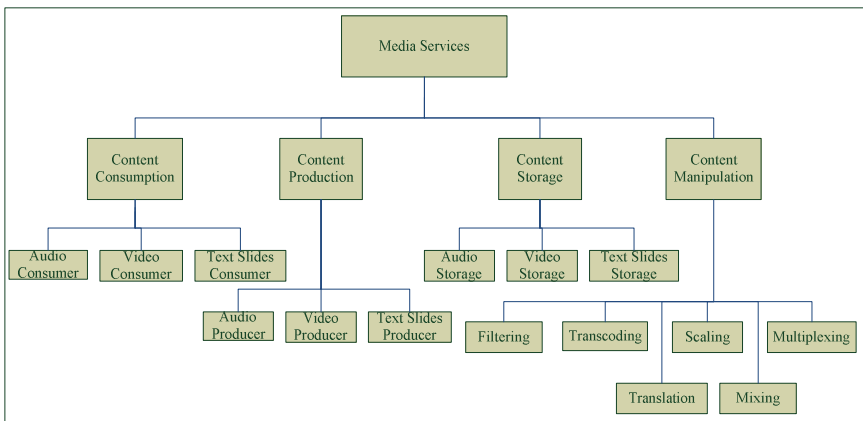 Media Services
Content
Consumption
Content
Production
Content
Storage
Content
Manipulation
Audio
Consumer
Video
Consumer
Text Slides
Consumer
Audio
Storage
Video
Storage
Text Slides
Storage
Audio
Producer
Video
Producer
Text Slides
Producer
Filtering
Transcoding
Scaling
Multiplexing
Translation
Mixing